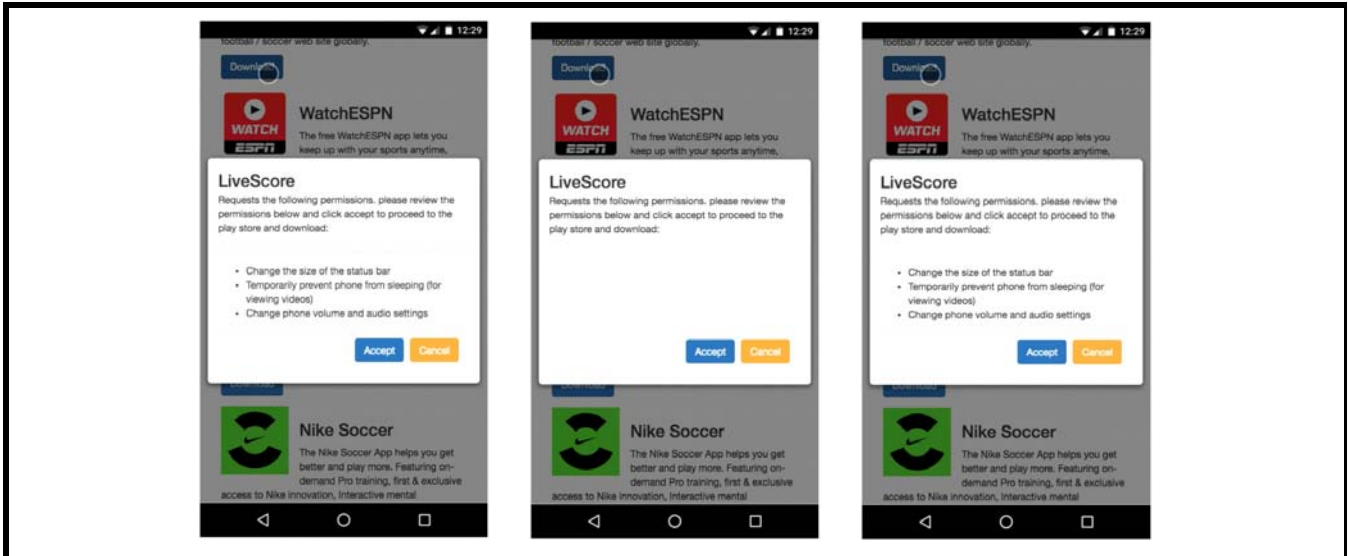 12:29
football / soccer web site globally.
Download
WATCH
ESPN
WatchESPN
The free WatchESPN app lets you
keep up with your sports anytime,
LiveScore
Requests the following permissions. please review the
permissions below and click accept to proceed to the
play store and download:
• Change the size of the status bar
• Temporarily prevent phone from sleeping (for
viewing videos)
• Change phone volume and audio settings
Accept Cancel
Download
Nike Soccer
The Nike Soccer App helps you get
better and play more. Featuring on-
demand Pro training, first & exclusive
access to Nike innovation, Interactive mental
12:29
football / soccer web site globally.
Download
WATCH
ESPN
WatchESPN
The free WatchESPN app lets you
keep up with your sports anytime,
LiveScore
Requests the following permissions. please review the
permissions below and click accept to proceed to the
play store and download:
Accept Cancel
Download
Nike Soccer
The Nike Soccer App helps you get
better and play more. Featuring on-
demand Pro training, first & exclusive
access to Nike innovation, Interactive mental
12:29
football / soccer web site globally.
Download
WATCH
ESPN
WatchESPN
The free WatchESPN app lets you
keep up with your sports anytime,
LiveScore
Requests the following permissions. please review the
permissions below and click accept to proceed to the
play store and download:
• Change the size of the status bar
• Temporarily prevent phone from sleeping (for
viewing videos)
• Change phone volume and audio settings
Accept Cancel
Download
Nike Soccer
The Nike Soccer App helps you get
better and play more. Featuring on-
demand Pro training, first & exclusive
access to Nike innovation, Interactive mental